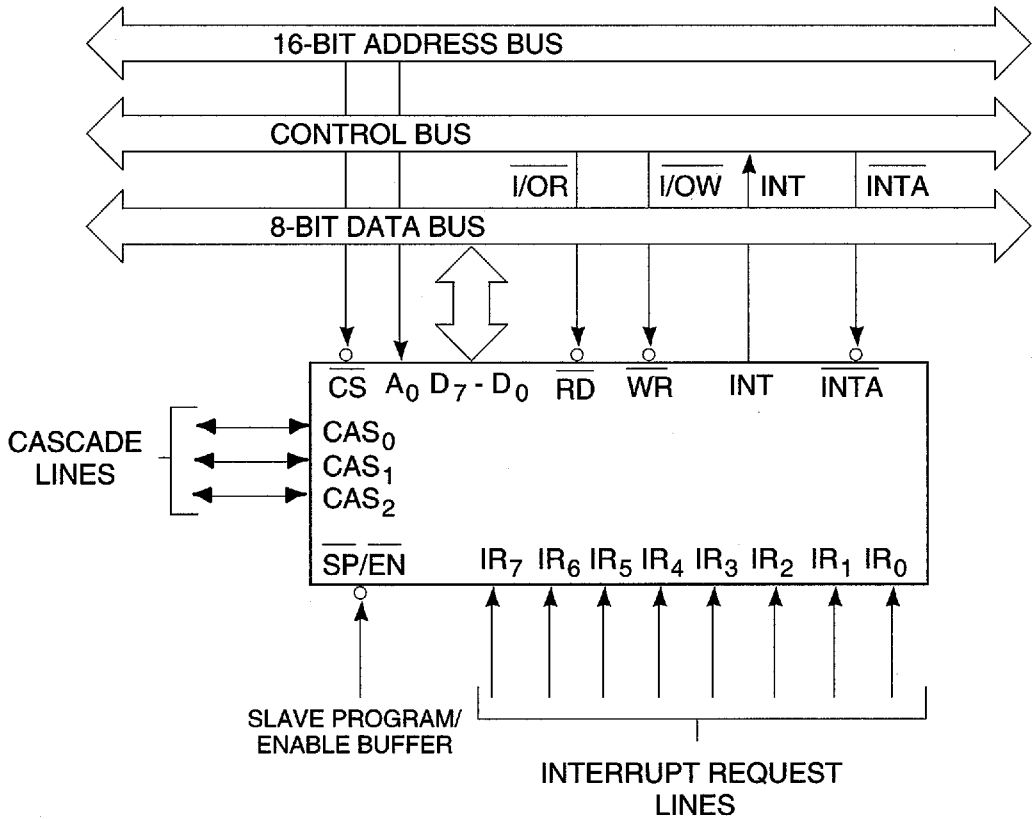 16-BIT ADDRESS BUS
CONTROL BUS
I/OR I/OW INT INTA
8-BIT DATA BUS
CS A0 D7 - D0 RD WR INT INTA
CASCADE
LINES
CAS0
CAS1
CAS2
SP/EN IR7 IR6 IR5 IR4 IR3 IR2 IR1 IR0
SLAVE PROGRAM/
ENABLE BUFFER
INTERRUPT REQUEST
LINES